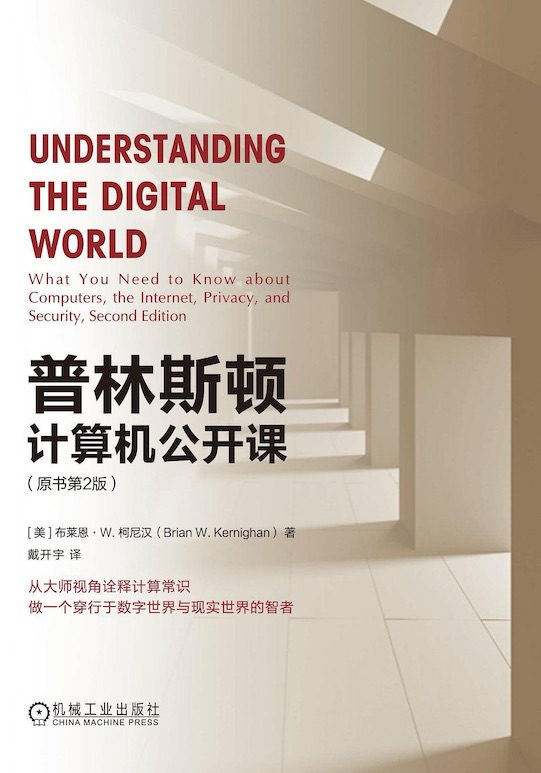 UNDERSTANDING
THE DIGITAL
WORLD
What You Need to Know about
Computers, the Internet, Privacy, and
Security, Second Edition
普林斯顿
计算机公开课
（原书第2版）
［美］布莱恩·W. 柯尼汉（Brian W. Kernighan）著
戴开宇 译
从大师视角诠释计算常识
做一个穿行于数字世界与现实世界的智者
机械工业出版社
CHINA MACHINE PRESS